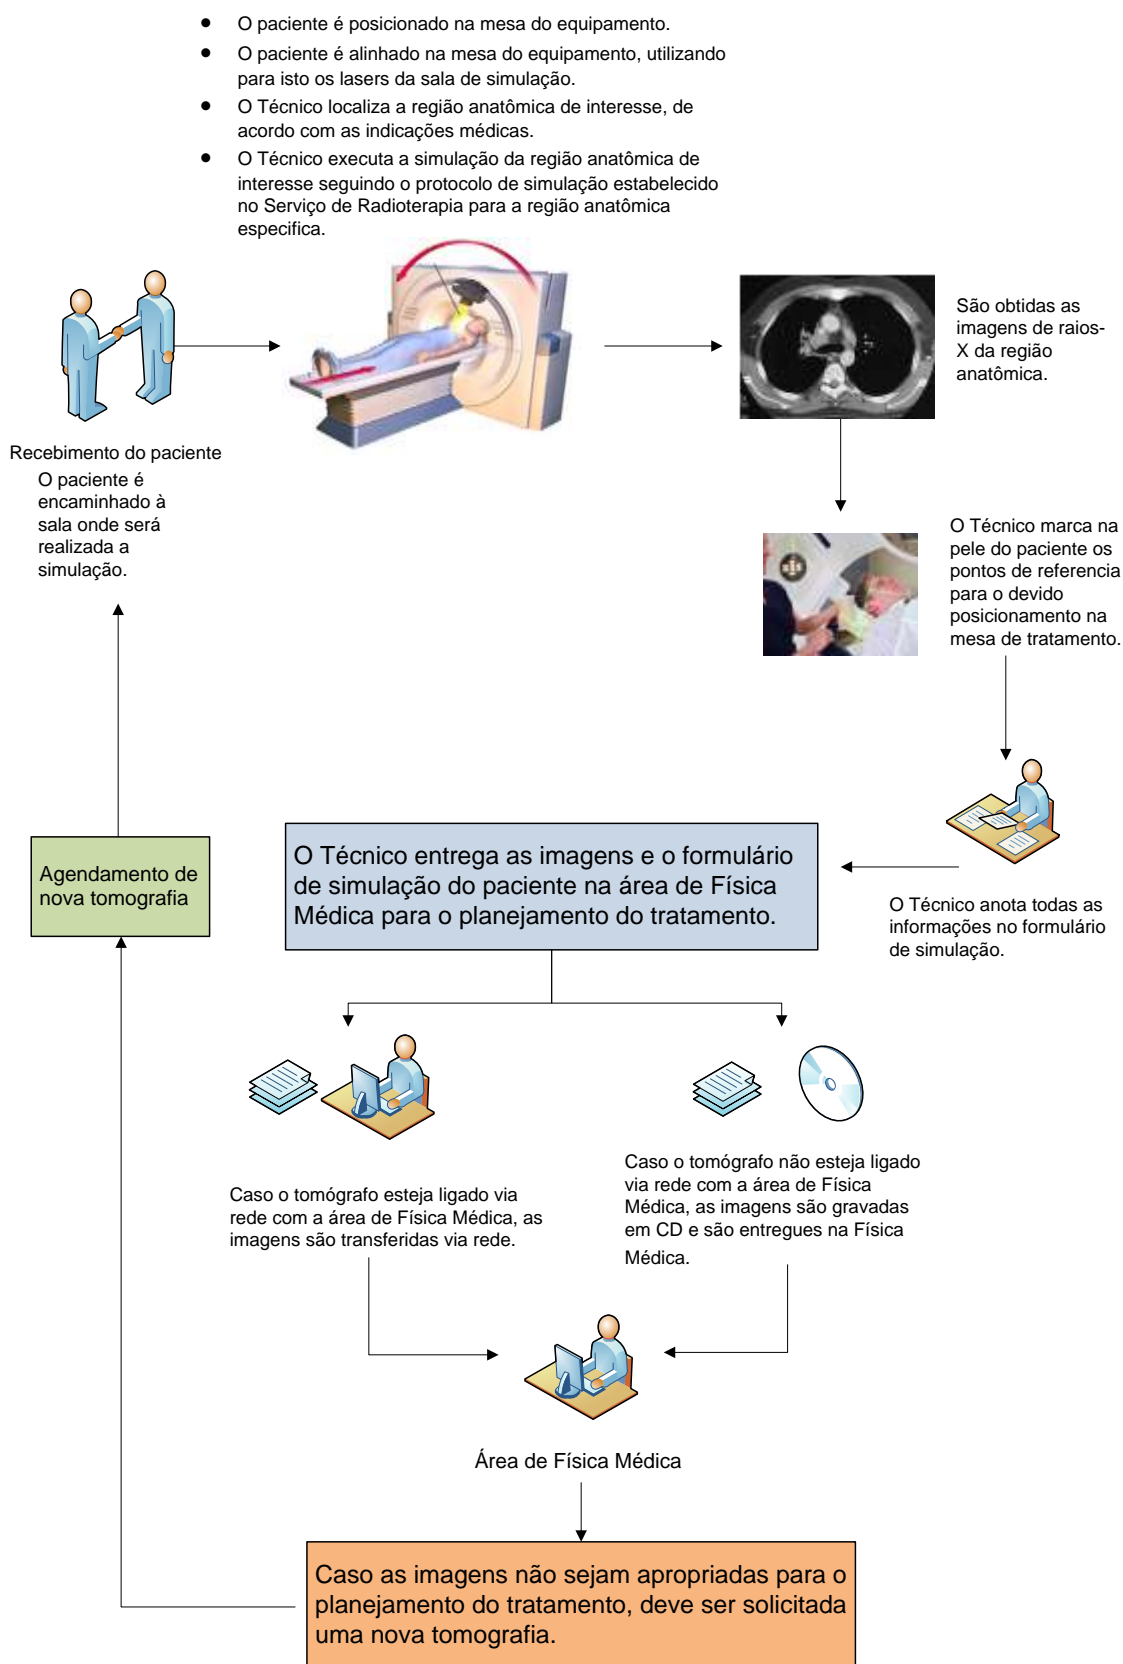 ● O paciente é posicionado na mesa do equipamento.
● O paciente é alinhado na mesa do equipamento, utilizando
para isto os lasers da sala de simulação.
● O Técnico localiza a região anatômica de interesse, de
acordo com as indicações médicas.
● O Técnico executa a simulação da região anatômica de
interesse seguindo o protocolo de simulação estabelecido
no Serviço de Radioterapia para a região anatômica
especifica.
São obtidas as
imagens de raios-
X da região
anatômica.
Recebimento do paciente
O paciente é
encaminhado à
sala onde será
realizada a
simulação.
O Técnico marca na
pele do paciente os
pontos de referencia
para o devido
posicionamento na
mesa de tratamento.
O Técnico anota todas as
informações no formulário
de simulação.
O Técnico entrega as imagens e o formulário
de simulação do paciente na área de Física
Médica para o planejamento do tratamento.
Agendamento de
nova tomografia
Caso o tomógrafo esteja ligado via
rede com a área de Física Médica, as
imagens são transferidas via rede.
Caso o tomógrafo não esteja ligado
via rede com a área de Física
Médica, as imagens são gravadas
em CD e são entregues na Física
Médica.
Área de Física Médica
Caso as imagens não sejam apropriadas para o
planejamento do tratamento, deve ser solicitada
uma nova tomografia.